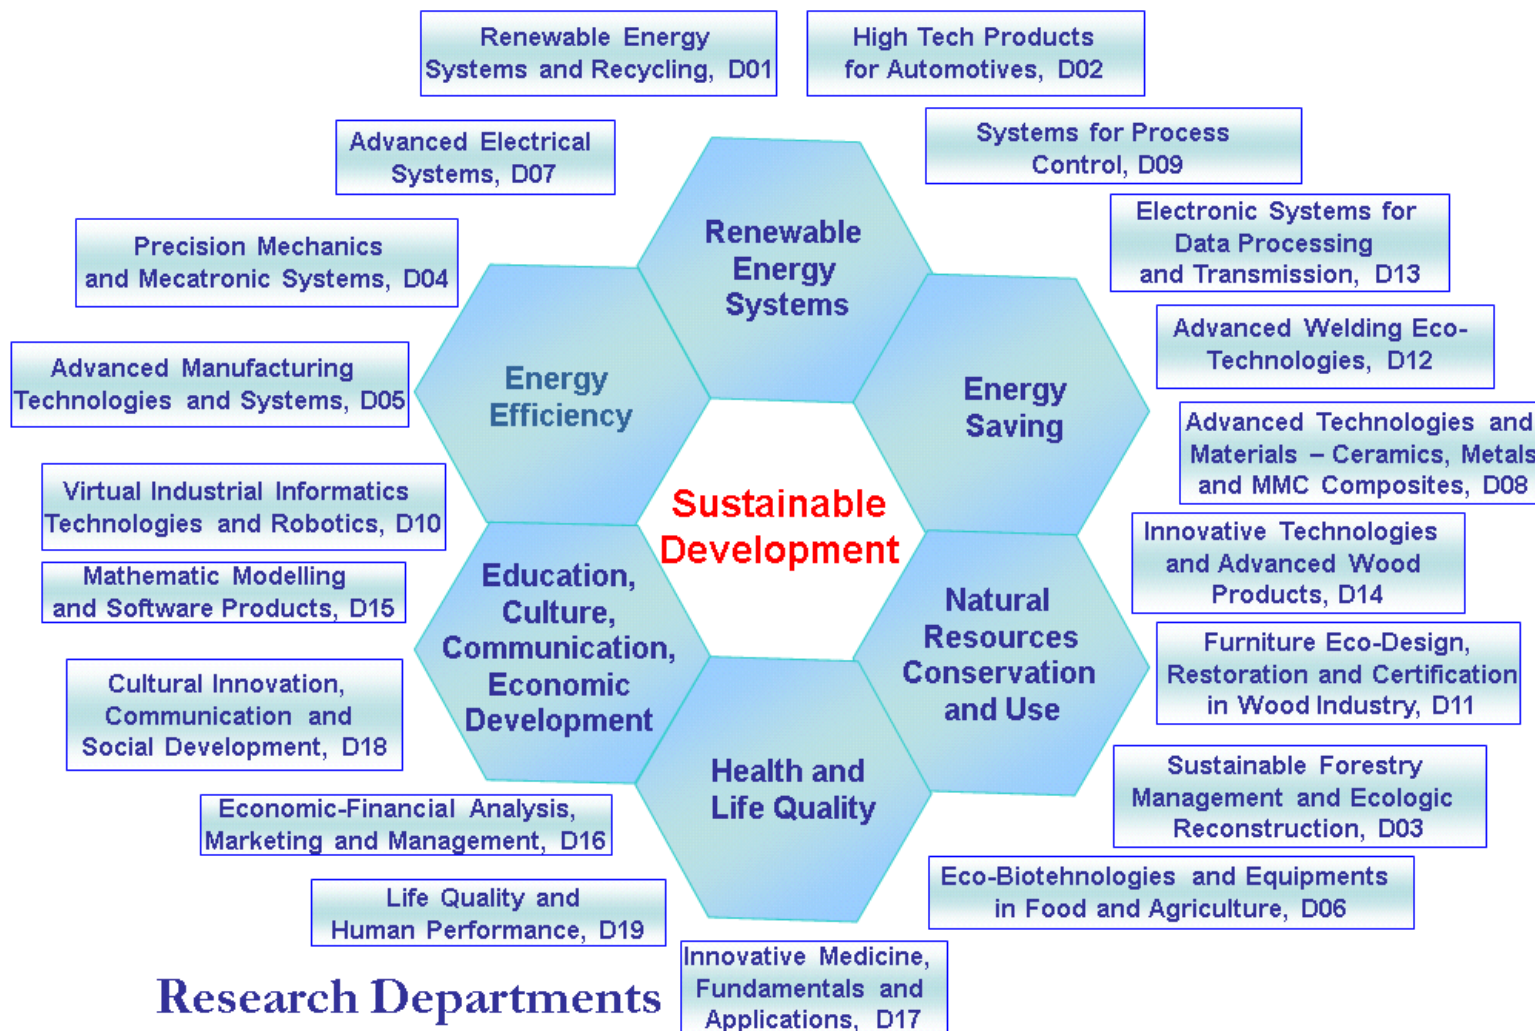 Renewable Energy
Systems and Recycling, D01
High Tech Products
for Automotives, D02
Advanced Electrical
Systems, D07
Systems for Process
Control, D09
Precision Mechanics
and Mecatronic Systems, D04
Electronic Systems for
Data Processing
and Transmission, D13
Renewable
Energy
Systems
Advanced Manufacturing
Technologies and Systems, D05
Energy
Efficiency
Energy
Saving
Advanced Welding Eco-
Technologies, D12
Advanced Technologies and
Materials – Ceramics, Metals
and MMC Composites, D08
Virtual Industrial Informatics
Technologies and Robotics, D10
Sustainable
Development
Innovative Technologies
and Advanced Wood
Products, D14
Mathematic Modelling
and Software Products, D15
Education,
Culture,
Communication,
Economic
Development
Natural
Resources
Conservation
and Use
Furniture Eco-Design,
Restoration and Certification
in Wood Industry, D11
Cultural Innovation,
Communication and
Social Development, D18
Health and
Life Quality
Sustainable Forestry
Management and Ecologic
Reconstruction, D03
Economic-Financial Analysis,
Marketing and Management, D16
Eco-Biotehnologies and Equipments
in Food and Agriculture, D06
Life Quality and
Human Performance, D19
Innovative Medicine,
Fundamentals and
Applications, D17
Research Departments